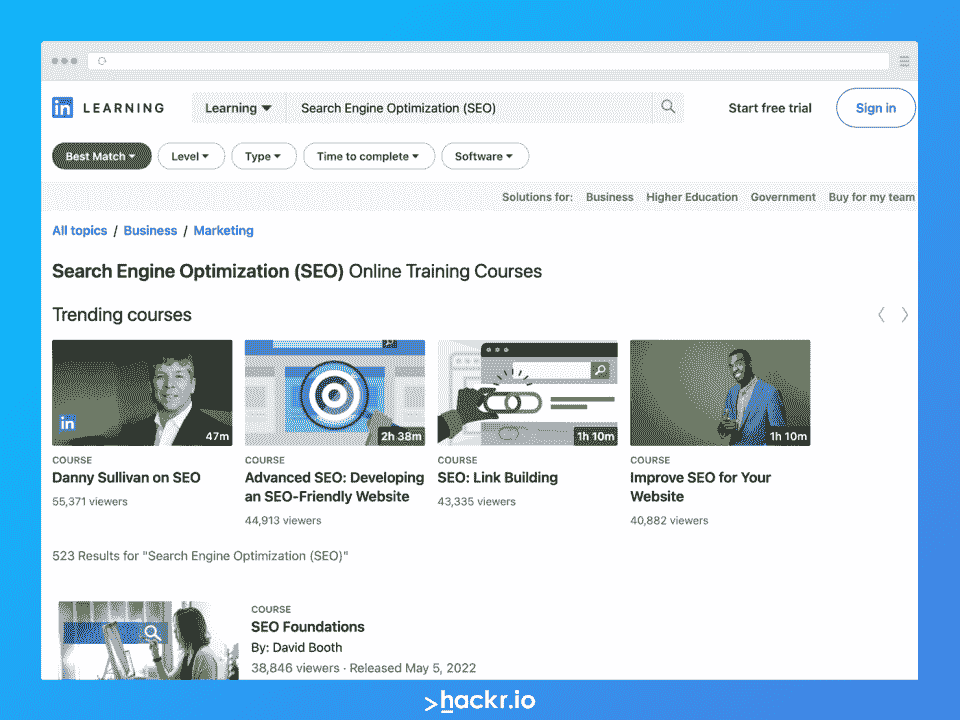 in LEARNING
Learning
Search Engine Optimization (SEO)
Start free trial
Sign in
Best Match
Level
Type
Time to complete
Software
Solutions for: Business Higher Education Government Buy for my team
All topics / Business / Marketing
Search Engine Optimization (SEO) Online Training Courses
Trending courses
in
47m
2h 38m
1h 10m
1h 10m
COURSE
Danny Sullivan on SEO
55,371 viewers
COURSE
Advanced SEO: Developing
an SEO-Friendly Website
44,913 viewers
COURSE
SEO: Link Building
43,335 viewers
COURSE
Improve SEO for Your
Website
40,882 viewers
523 Results for "Search Engine Optimization (SEO)"
COURSE
SEO Foundations
By: David Booth
38,846 viewers · Released May 5, 2022
>hackr.io